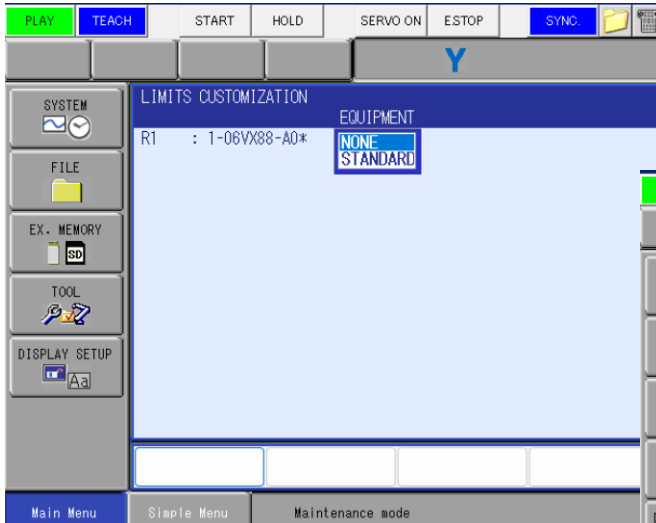 PLAY TEACH START HOLD SERVO ON E.STOP SYNC.
Y
SYSTEM
FILE
EX. MEMORY
SD
TOOL
DISPLAY SETUP
Aa
LIMITS CUSTOMIZATION
EQUIPMENT
R1 : 1-06VX88-A0* NONE
STANDARD
Main Menu Simple Menu Maintenance mode